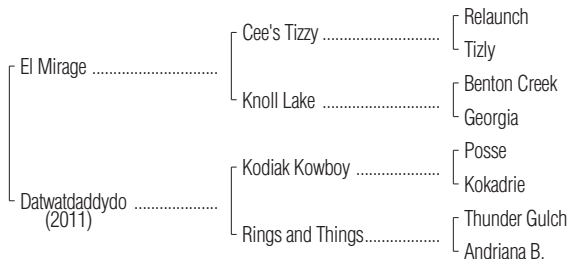 Relaunch
Cee's Tizzy ........................
Tizly
El Mirage .............................
Benton Creek
Knoll Lake ........................
Georgia
Posse
Kodiak Kowboy ...................
Kokadrie
Datwatdaddydo ...................
(2011)
Thunder Gulch
Rings and Things.................
Andriana B.